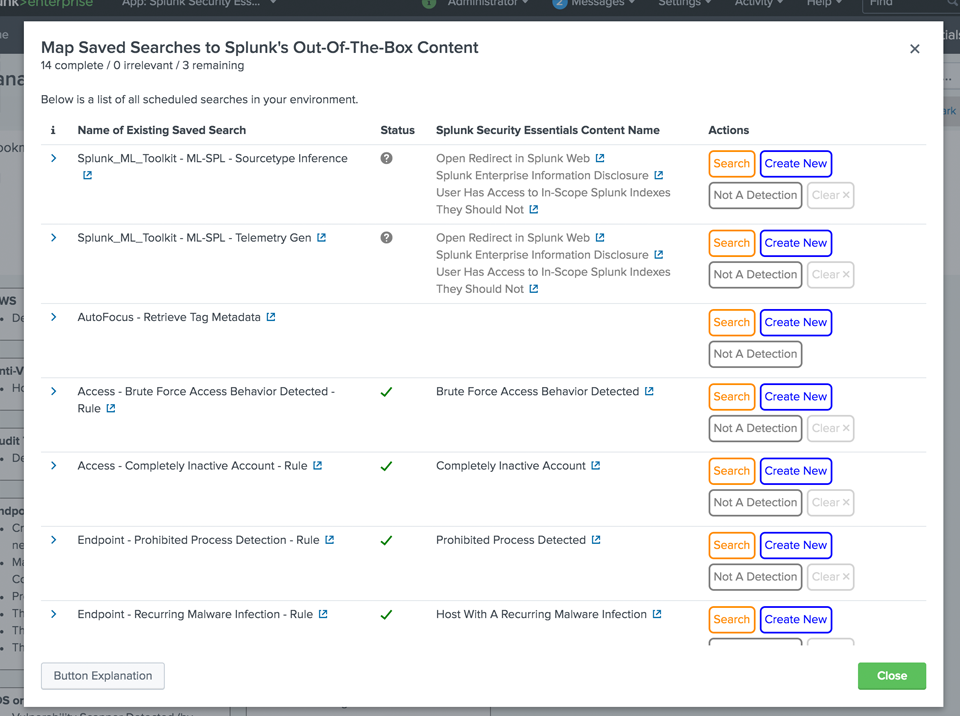 enterprise
App: Splunk Security Ess...
Administrator
2 Messages
Settings
Activity
Help
Find
Map Saved Searches to Splunk's Out-Of-The-Box Content
14 complete / 0 irrelevant / 3 remaining
Below is a list of all scheduled searches in your environment.
i Name of Existing Saved Search Status Splunk Security Essentials Content Name Actions
Splunk_ML_Toolkit - ML-SPL - Sourcetype Inference
Open Redirect in Splunk Web
Splunk Enterprise Information Disclosure
User Has Access to In-Scope Splunk Indexes
They Should Not
Search Create New
Not A Detection Clear ×
Splunk_ML_Toolkit - ML-SPL - Telemetry Gen
Open Redirect in Splunk Web
Splunk Enterprise Information Disclosure
User Has Access to In-Scope Splunk Indexes
They Should Not
Search Create New
Not A Detection Clear ×
AutoFocus - Retrieve Tag Metadata
Search Create New
Not A Detection
Access - Brute Force Access Behavior Detected -
Rule
Brute Force Access Behavior Detected
Search Create New
Not A Detection Clear ×
Access - Completely Inactive Account - Rule
Completely Inactive Account
Search Create New
Not A Detection Clear ×
Endpoint - Prohibited Process Detection - Rule
Prohibited Process Detected
Search Create New
Not A Detection Clear ×
Endpoint - Recurring Malware Infection - Rule
Host With A Recurring Malware Infection
Search Create New
Button Explanation
Close